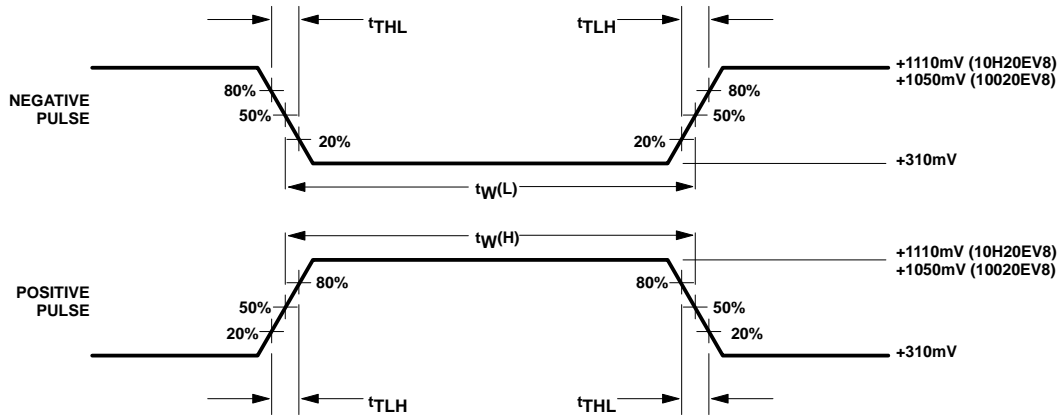 tTHL
tTLH
+1110mV (10H20EV8)
+1050mV (10020EV8)
NEGATIVE
PULSE
80%
80%
50%
50%
20%
20%
+310mV
tW(L)
tW(H)
+1110mV (10H20EV8)
+1050mV (10020EV8)
POSITIVE
PULSE
80%
80%
50%
50%
20%
20%
+310mV
tTLH
tTHL